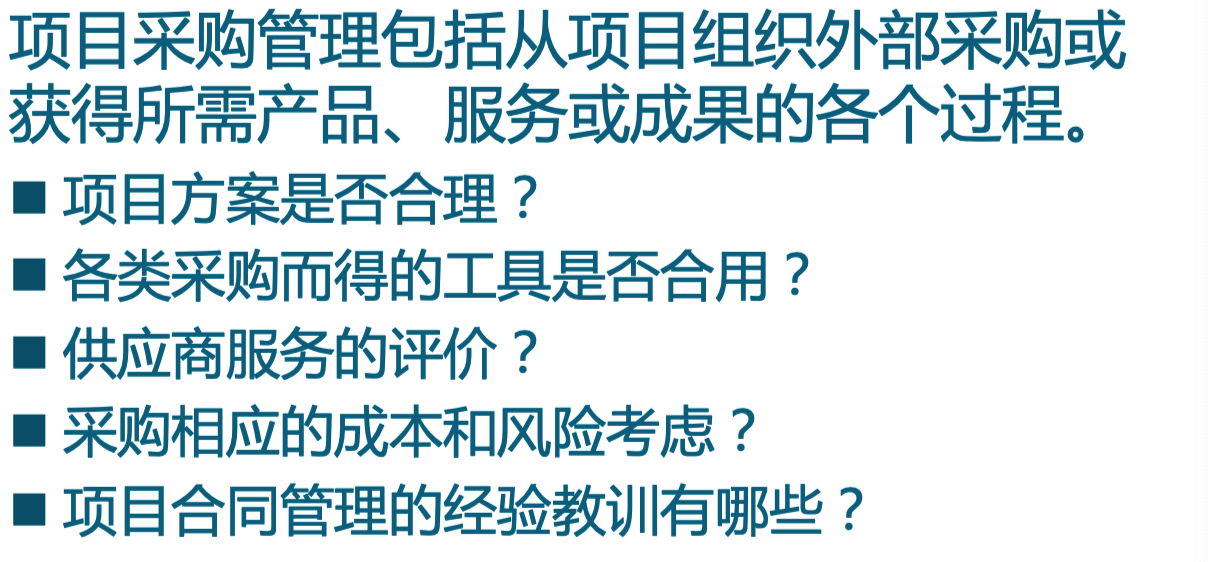 项目采购管理包括从项目组织外部采购或
获得所需产品、服务或成果的各个过程。
■ 项目方案是否合理？
■ 各类采购而得的工具是否合用？
■ 供应商服务的评价？
■ 采购相应的成本和风险考虑？
■ 项目合同管理的经验教训有哪些？